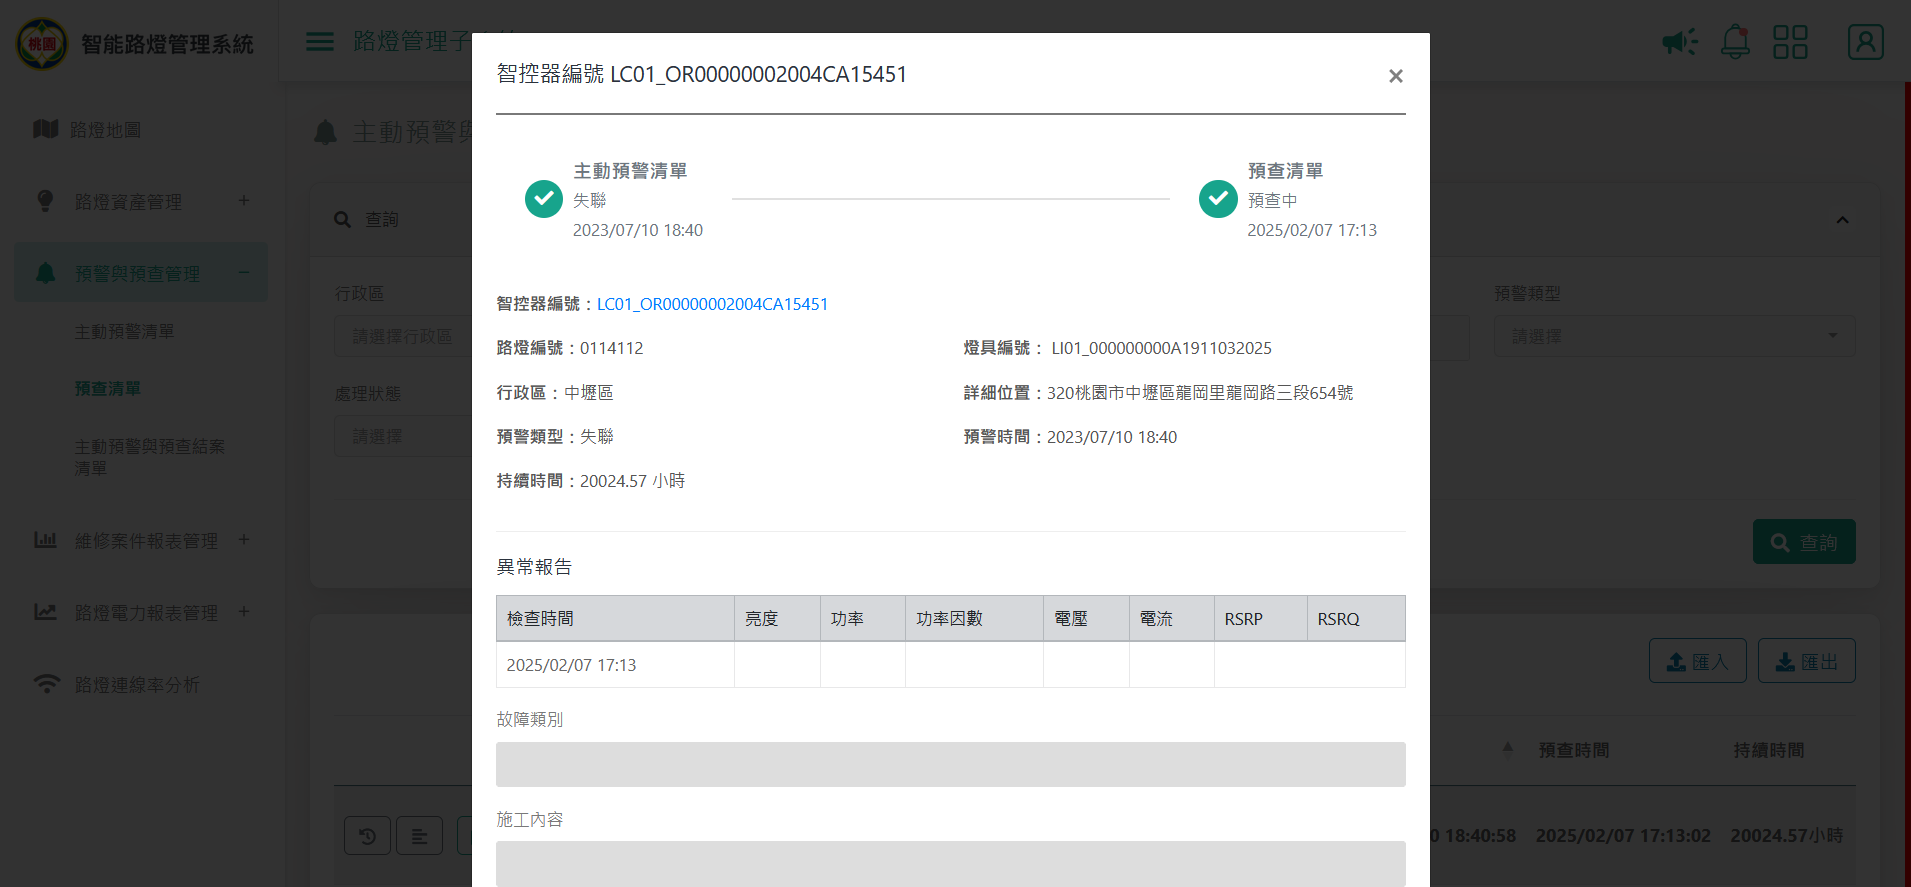 桃園
智能路燈管理系統
路燈管理子
路燈地圖
路燈資產管理
預警與預查管理
主動預警清單
預查清單
主動預警與預查結案
清單
維修案件報表管理
路燈電力報表管理
路燈連線率分析
主動預警與
查詢
行政區
請選擇行政區
處理狀態
請選擇
預警類型
請選擇
查詢
匯入
匯出
預查時間
持續時間
0 18:40:58
2025/02/07 17:13:02
20024.57小時
智控器編號 LC01_OR00000002004CA15451
×
主動預警清單
失聯
2023/07/10 18:40
預查清單
預查中
2025/02/07 17:13
智控器編號：LC01_OR00000002004CA15451
路燈編號：0114112
燈具編號： LI01_000000000A1911032025
行政區：中壢區
詳細位置：320桃園市中壢區龍岡里龍岡路三段654號
預警類型：失聯
預警時間：2023/07/10 18:40
持續時間：20024.57 小時
異常報告
檢查時間 亮度 功率 功率因數 電壓 電流 RSRP RSRQ
2025/02/07 17:13
故障類別
施工內容